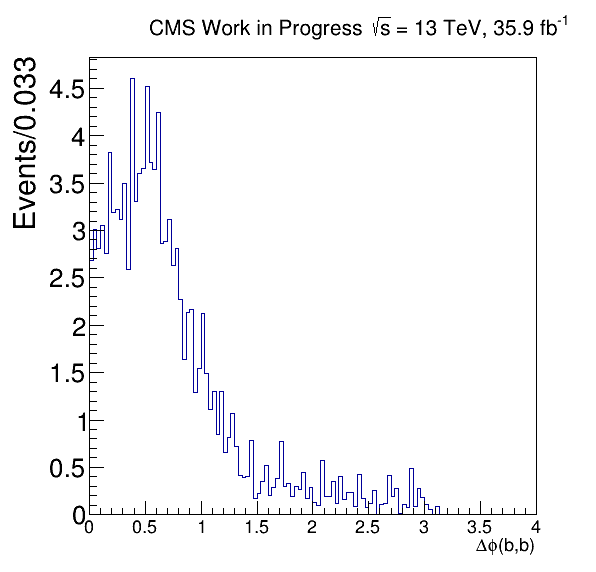 CMS Work in Progress √s = 13 TeV, 35.9 fb⁻¹
Events/0.033
4.5
4
3.5
3
2.5
2
1.5
1
0.5
0
0 0.5 1 1.5 2 2.5 3 3.5 4
Δϕ(b,b)